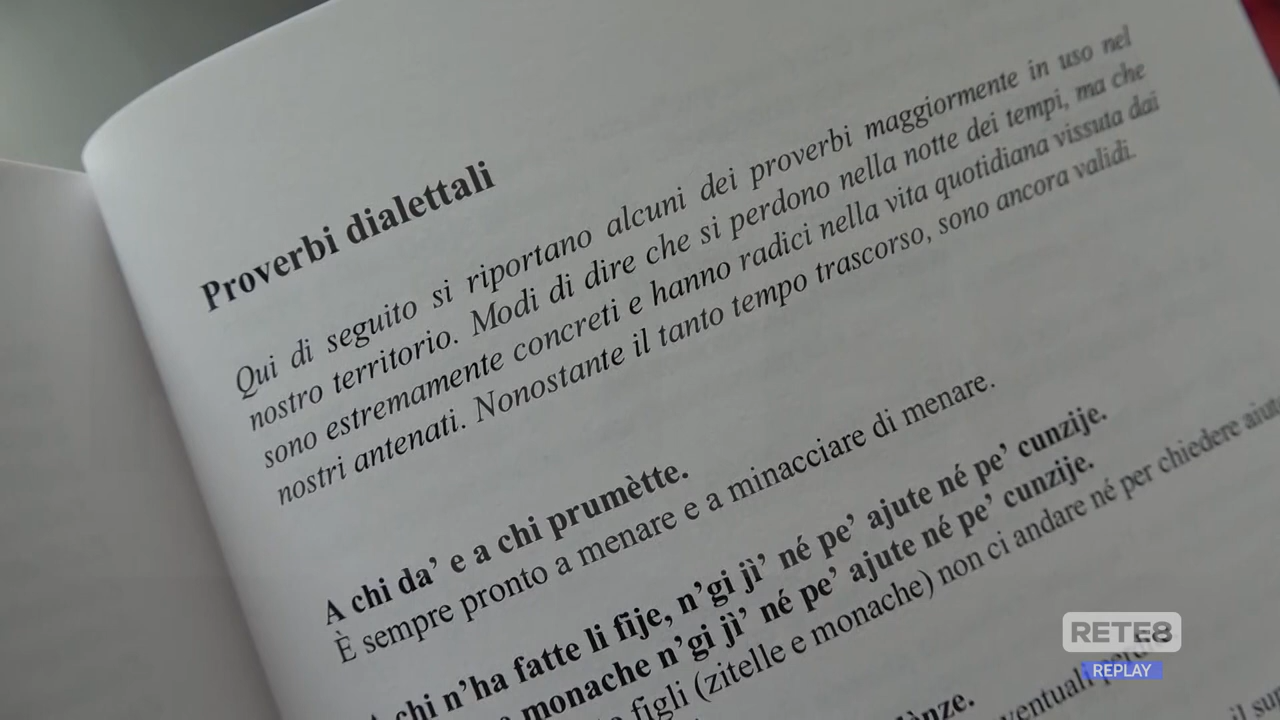 Proverbi dialettali
Qui di seguito si riportano alcuni dei proverbi maggiormente in uso nel
nostro territorio. Modi di dire che si perdono nella notte dei tempi, ma che
sono estremamente concreti e hanno radici nella vita quotidiana vissuta dai
nostri antenati. Nonostante il tanto tempo trascorso, sono ancora validi.
A chi da' e a chi prumètte.
È sempre pronto a menare e a minacciare di menare.
A chi n'ha fatte li fije, n'gi jì' né pe' ajute né pe' cunzije.
monache n'gi jì' né pe' ajute né pe' cunzije.
figli (zitelle e monache) non ci andare né per chiedere
RETE8
REPLAY